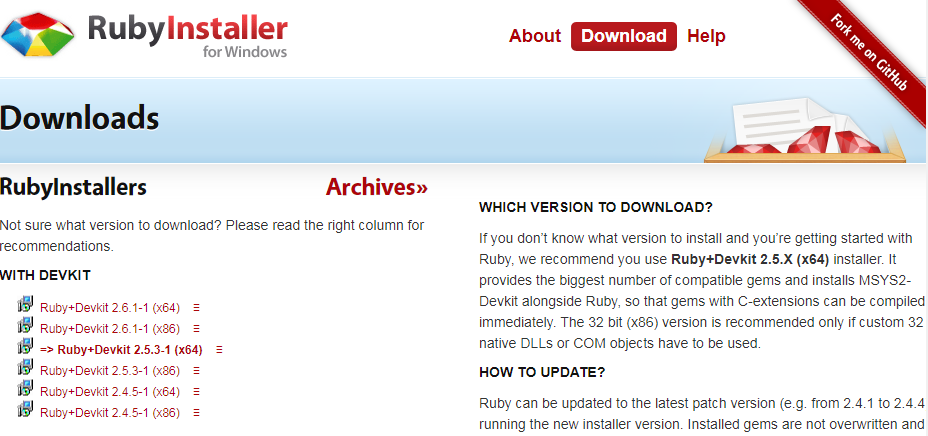 RubyInstaller
for Windows
About Download Help
Fork me on GitHub
Downloads
RubyInstallers Archives»
Not sure what version to download? Please read the right column for
recommendations.
WITH DEVKIT
Ruby+Devkit 2.6.1-1 (x64)
Ruby+Devkit 2.6.1-1 (x86)
=> Ruby+Devkit 2.5.3-1 (x64)
Ruby+Devkit 2.5.3-1 (x86)
Ruby+Devkit 2.4.5-1 (x64)
Ruby+Devkit 2.4.5-1 (x86)
WHICH VERSION TO DOWNLOAD?
If you don’t know what version to install and you’re getting started with
Ruby, we recommend you use Ruby+Devkit 2.5.X (x64) installer. It
provides the biggest number of compatible gems and installs MSYS2-
Devkit alongside Ruby, so that gems with C-extensions can be compiled
immediately. The 32 bit (x86) version is recommended only if custom 32
native DLLs or COM objects have to be used.
HOW TO UPDATE?
Ruby can be updated to the latest patch version (e.g. from 2.4.1 to 2.4.4
running the new installer version. Installed gems are not overwritten and